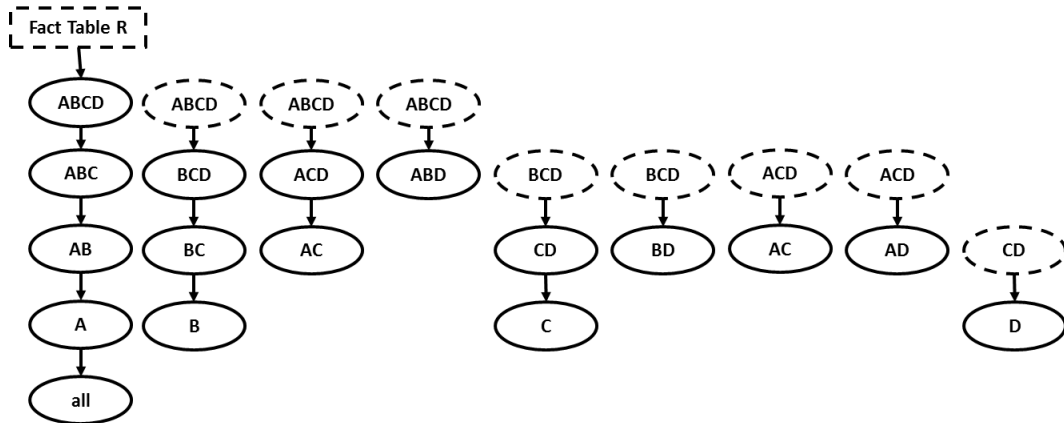 Fact Table R
ABCD
ABCD
ABCD
ABCD
ABC
BCD
ACD
ABD
BCD
BCD
ACD
ACD
AB
BC
AC
CD
BD
AC
AD
CD
A
B
C
D
all